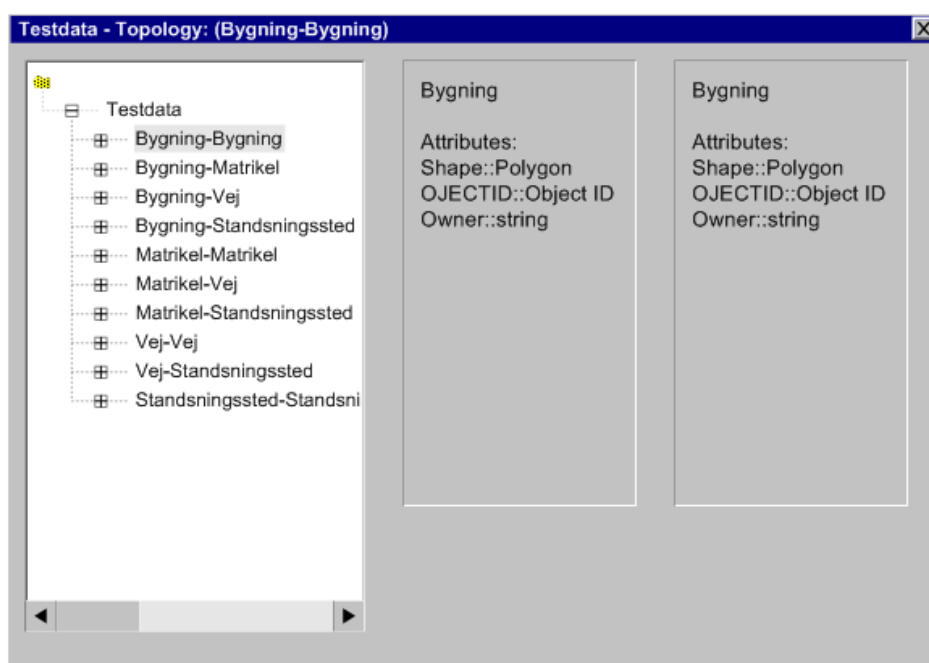 Testdata - Topology: (Bygning-Bygning)
Testdata
Bygning-Bygning
Bygning-Matrikel
Bygning-Vej
Bygning-Standsningssted
Matrikel-Matrikel
Matrikel-Vej
Matrikel-Standsningssted
Vej-Vej
Vej-Standsningssted
Standsningssted-Standsni
Bygning
Attributes:
Shape::Polygon
OJECTID::Object ID
Owner::string
Bygning
Attributes:
Shape::Polygon
OJECTID::Object ID
Owner::string